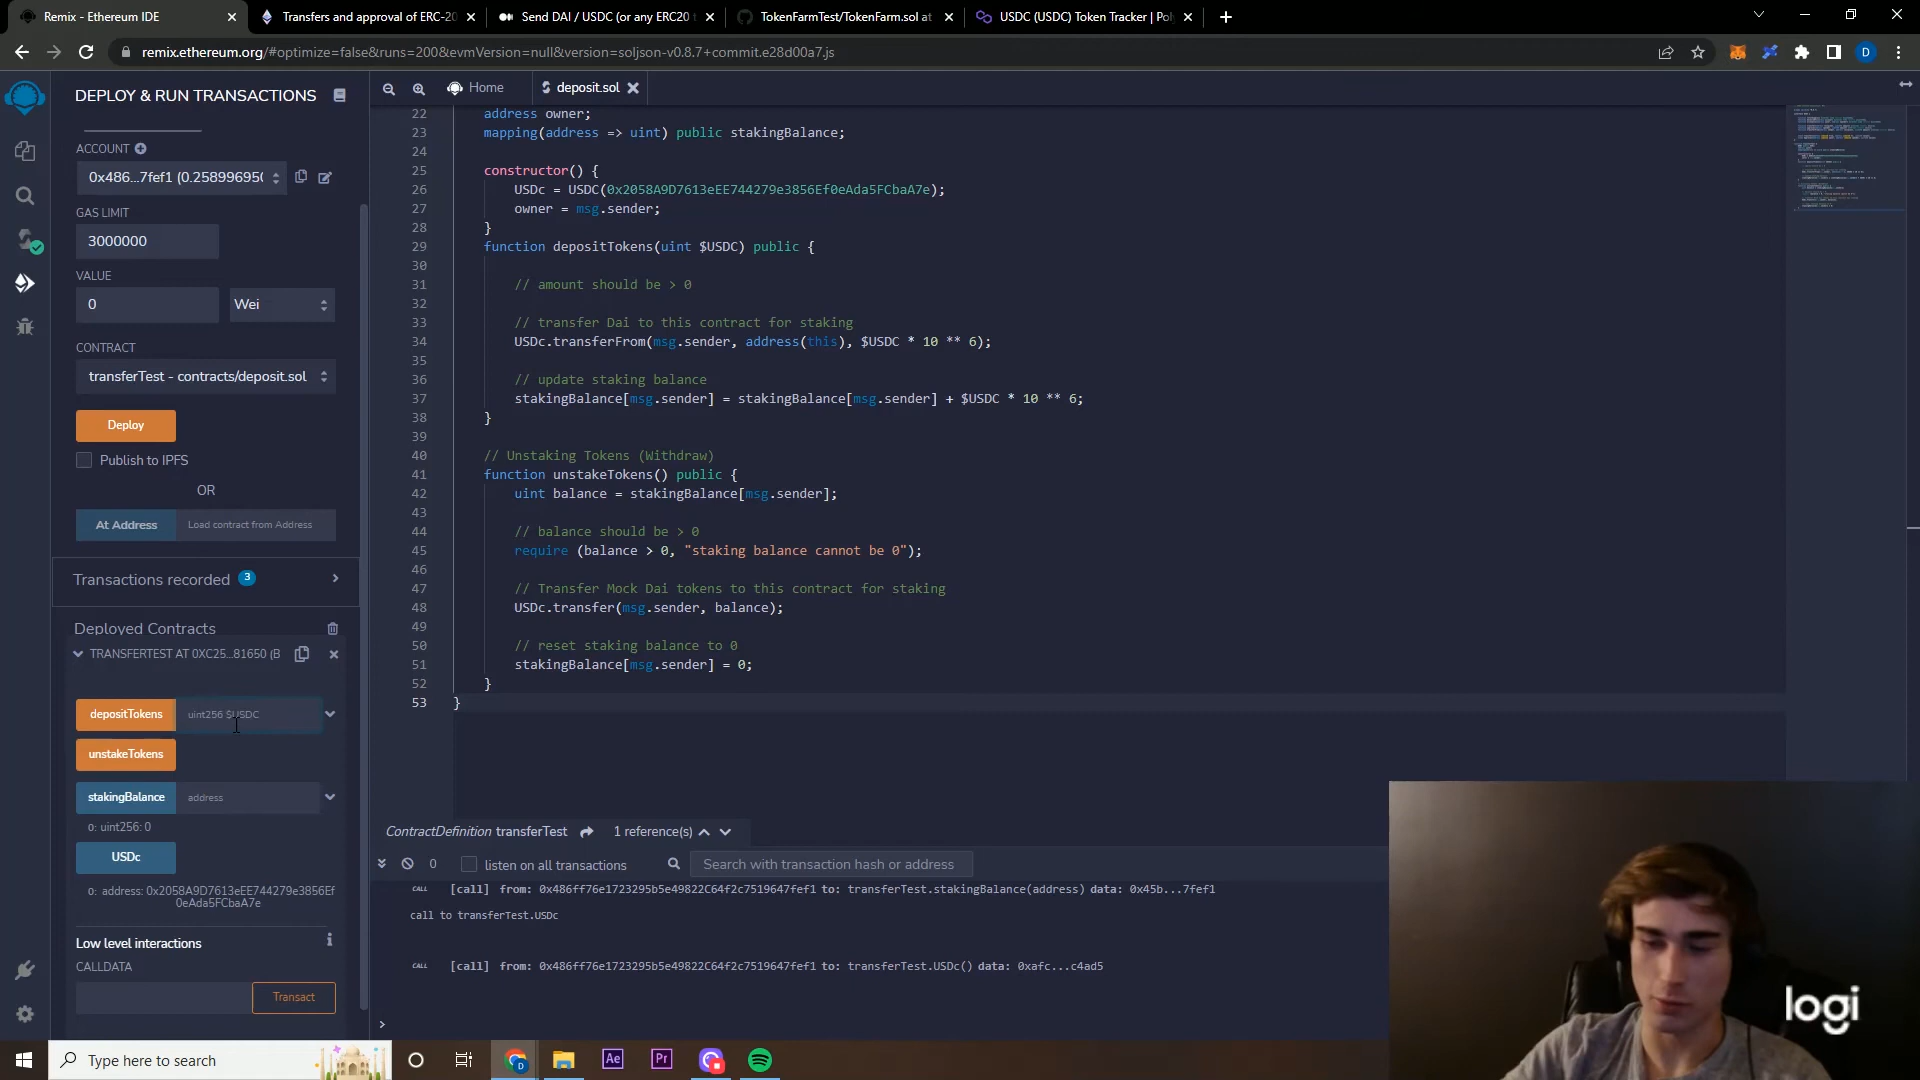 Remix - Ethereum IDE
Transfers and approval of ERC-20
Send DAI / USDC (or any ERC20
TokenFarmTest/TokenFarm.sol at
USDC (USDC) Token Tracker | Pol
remix.ethereum.org/#optimize=false&runs=200&evmVersion=null&version=soljson-v0.8.7+commit.e28d00a7.js
D
DEPLOY & RUN TRANSACTIONS
Home
deposit.sol
ACCOUNT
0x486...7fef1 (0.25899695(
GAS LIMIT
3000000
VALUE
0
Wei
CONTRACT
transferTest - contracts/deposit.sol
Deploy
Publish to IPFS
OR
At Address
Load contract from Address
Transactions recorded 3
Deployed Contracts
TRANSFERTEST AT 0XC25...81650 (B
depositTokens
uint256 $USDC
unstakeTokens
stakingBalance
address
0: uint256: 0
USDc
0: address: 0x2058A9D7613eEE744279e3856Ef
0eAda5FCbaA7e
Low level interactions
i
CALLDATA
Transact
22 address owner;
23 mapping(address => uint) public stakingBalance;
24
25 constructor() {
26 USDc = USDC(0x2058A9D7613eEE744279e3856Ef0eAda5FCbaA7e);
27 owner = msg.sender;
28 }
29 function depositTokens(uint $USDC) public {
30
31 // amount should be > 0
32
33 // transfer Dai to this contract for staking
34 USDc.transferFrom(msg.sender, address(this), $USDC * 10 ** 6);
35
36 // update staking balance
37 stakingBalance[msg.sender] = stakingBalance[msg.sender] + $USDC * 10 ** 6;
38 }
39
40 // Unstaking Tokens (Withdraw)
41 function unstakeTokens() public {
42 uint balance = stakingBalance[msg.sender];
43
44 // balance should be > 0
45 require (balance > 0, "staking balance cannot be 0");
46
47 // Transfer Mock Dai tokens to this contract for staking
48 USDc.transfer(msg.sender, balance);
49
50 // reset staking balance to 0
51 stakingBalance[msg.sender] = 0;
52 }
53 }
ContractDefinition transferTest
1 reference(s)
0
listen on all transactions
Search with transaction hash or address
CALL [call] from: 0x486ff76e1723295b5e49822C64f2c7519647fef1 to: transferTest.stakingBalance(address) data: 0x45b...7fef1
call to transferTest.USDc
CALL [call] from: 0x486ff76e1723295b5e49822C64f2c7519647fef1 to: transferTest.USDc() data: 0xafc...c4ad5
>
logi
Type here to search
D
Ae
Pr